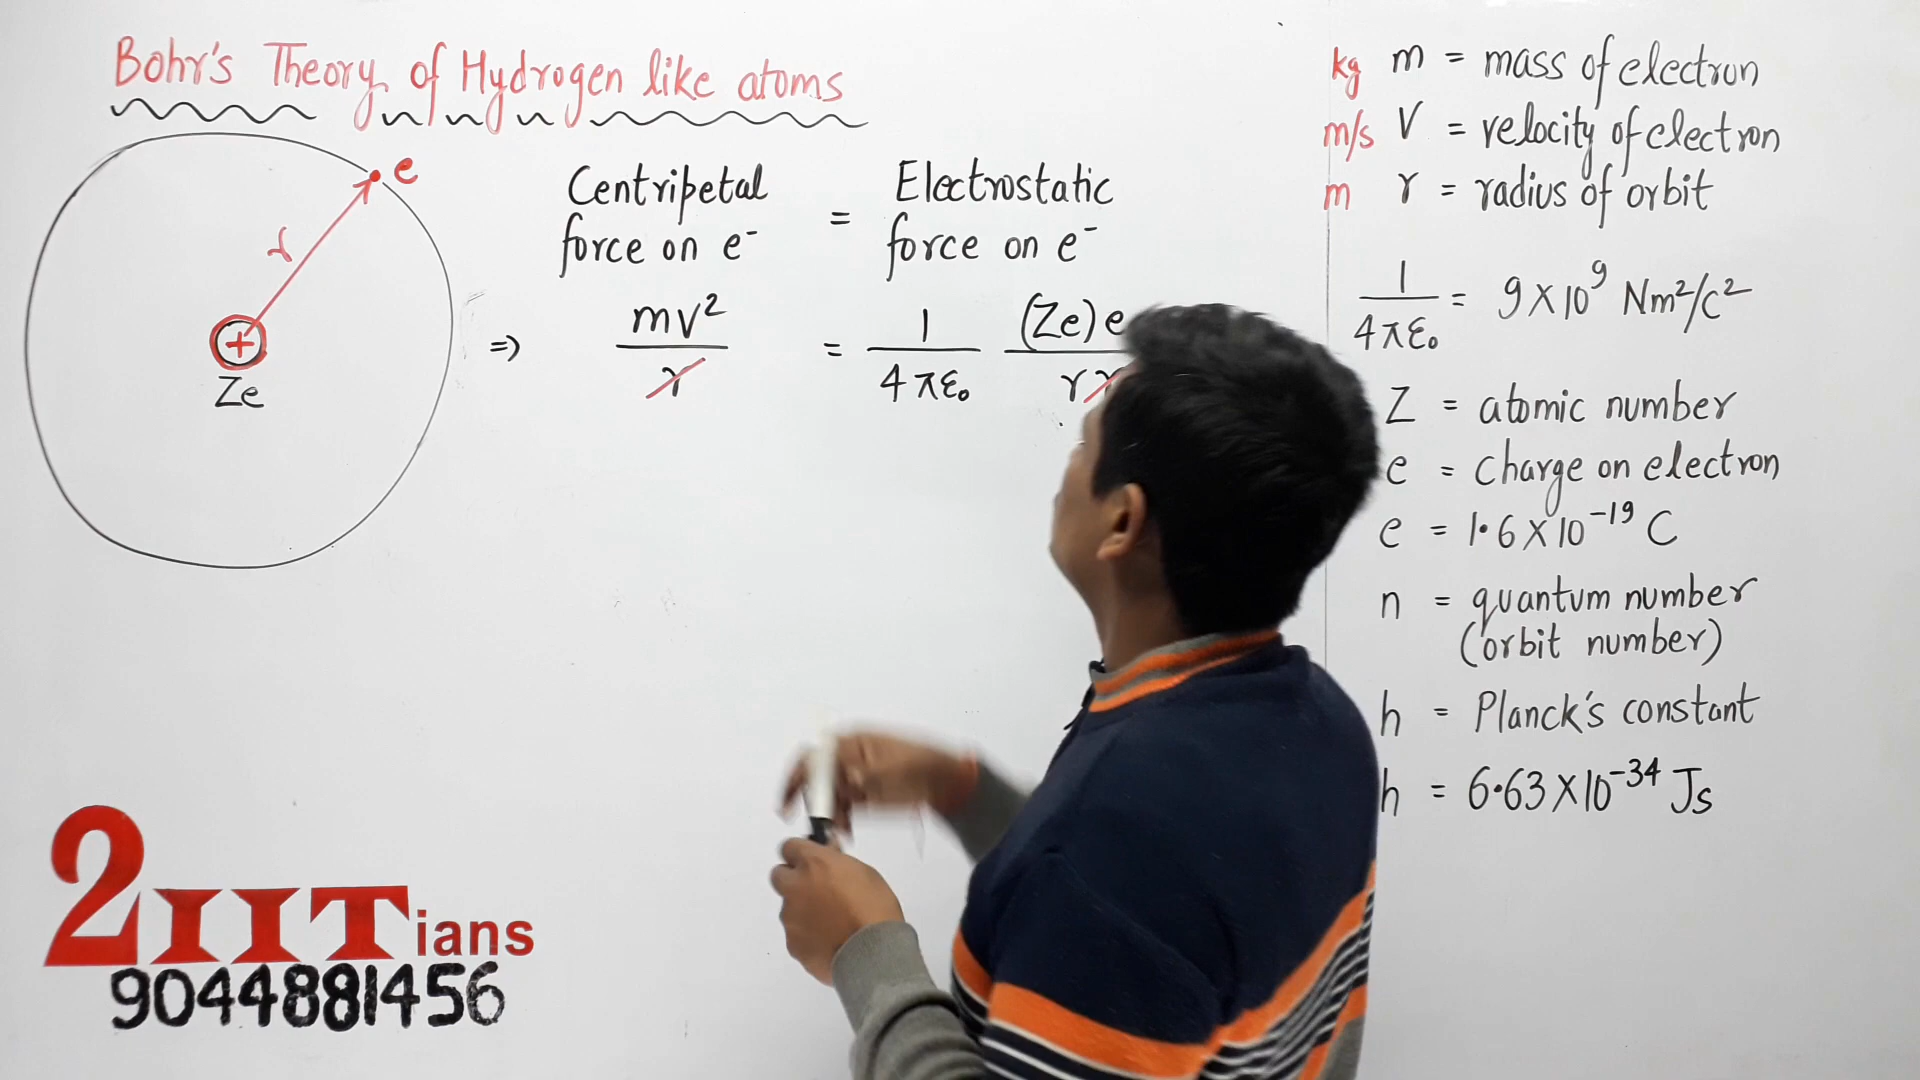 Bohr's Theory of Hydrogen like atoms
e
r
+
Ze
Centripetal force on e⁻ = Electrostatic force on e⁻
⇒ mv²/r = 1/4πε₀ (Ze)e/r r
kg m = mass of electron
m/s V = velocity of electron
m r = radius of orbit
1/4πε₀ = 9×10⁹ Nm²/C²
Z = atomic number
e = charge on electron
e = 1.6×10⁻¹⁹ C
n = quantum number
(orbit number)
h = Planck's constant
h = 6.63×10⁻³⁴ Js
2IITians
9044881456